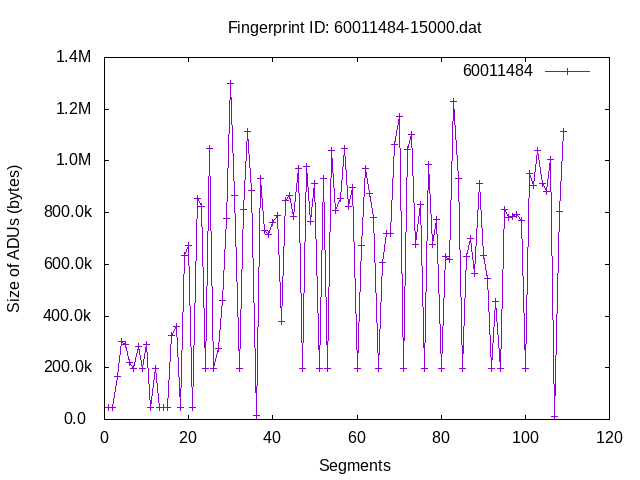 Fingerprint ID: 60011484-15000.dat
60011484
Size of ADUs (bytes)
1.4M
1.2M
1.0M
800.0k
600.0k
400.0k
200.0k
0.0
0 20 40 60 80 100 120
Segments